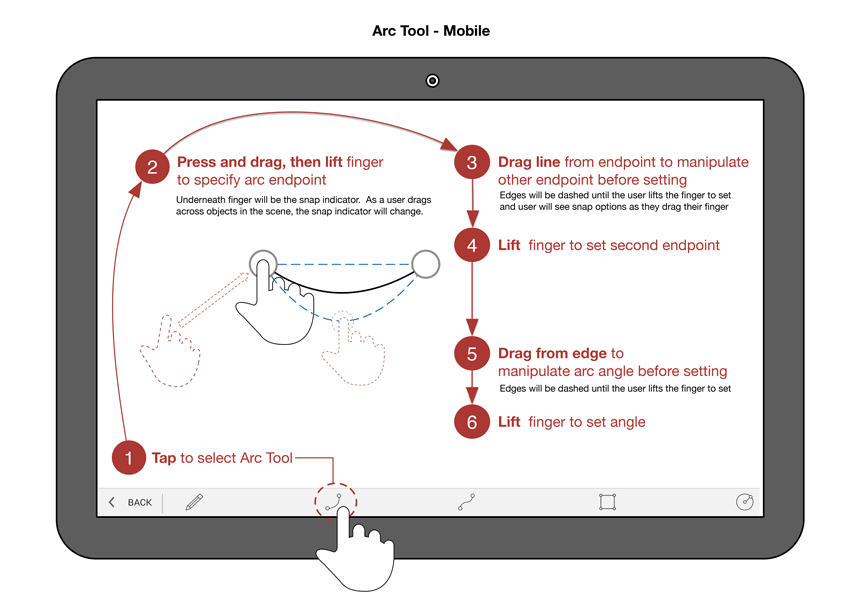 Arc Tool - Mobile
2
Press and drag, then lift finger
to specify arc endpoint
Underneath finger will be the snap indicator. As a user drags
across objects in the scene, the snap indicator will change.
3
Drag line from endpoint to manipulate
other endpoint before setting
Edges will be dashed until the user lifts the finger to set
and user will see snap options as they drag their finger
4
Lift finger to set second endpoint
5
Drag from edge to
manipulate arc angle before setting
Edges will be dashed until the user lifts the finger to set
6
Lift finger to set angle
1
Tap to select Arc Tool
BACK